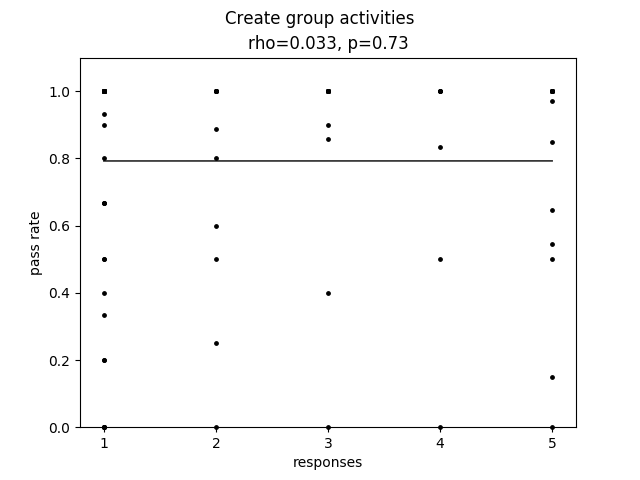 Create group activities
rho=0.033, p=0.73
1.0
0.8
0.6
0.4
0.2
0.0
pass rate
1 2 3 4 5
responses